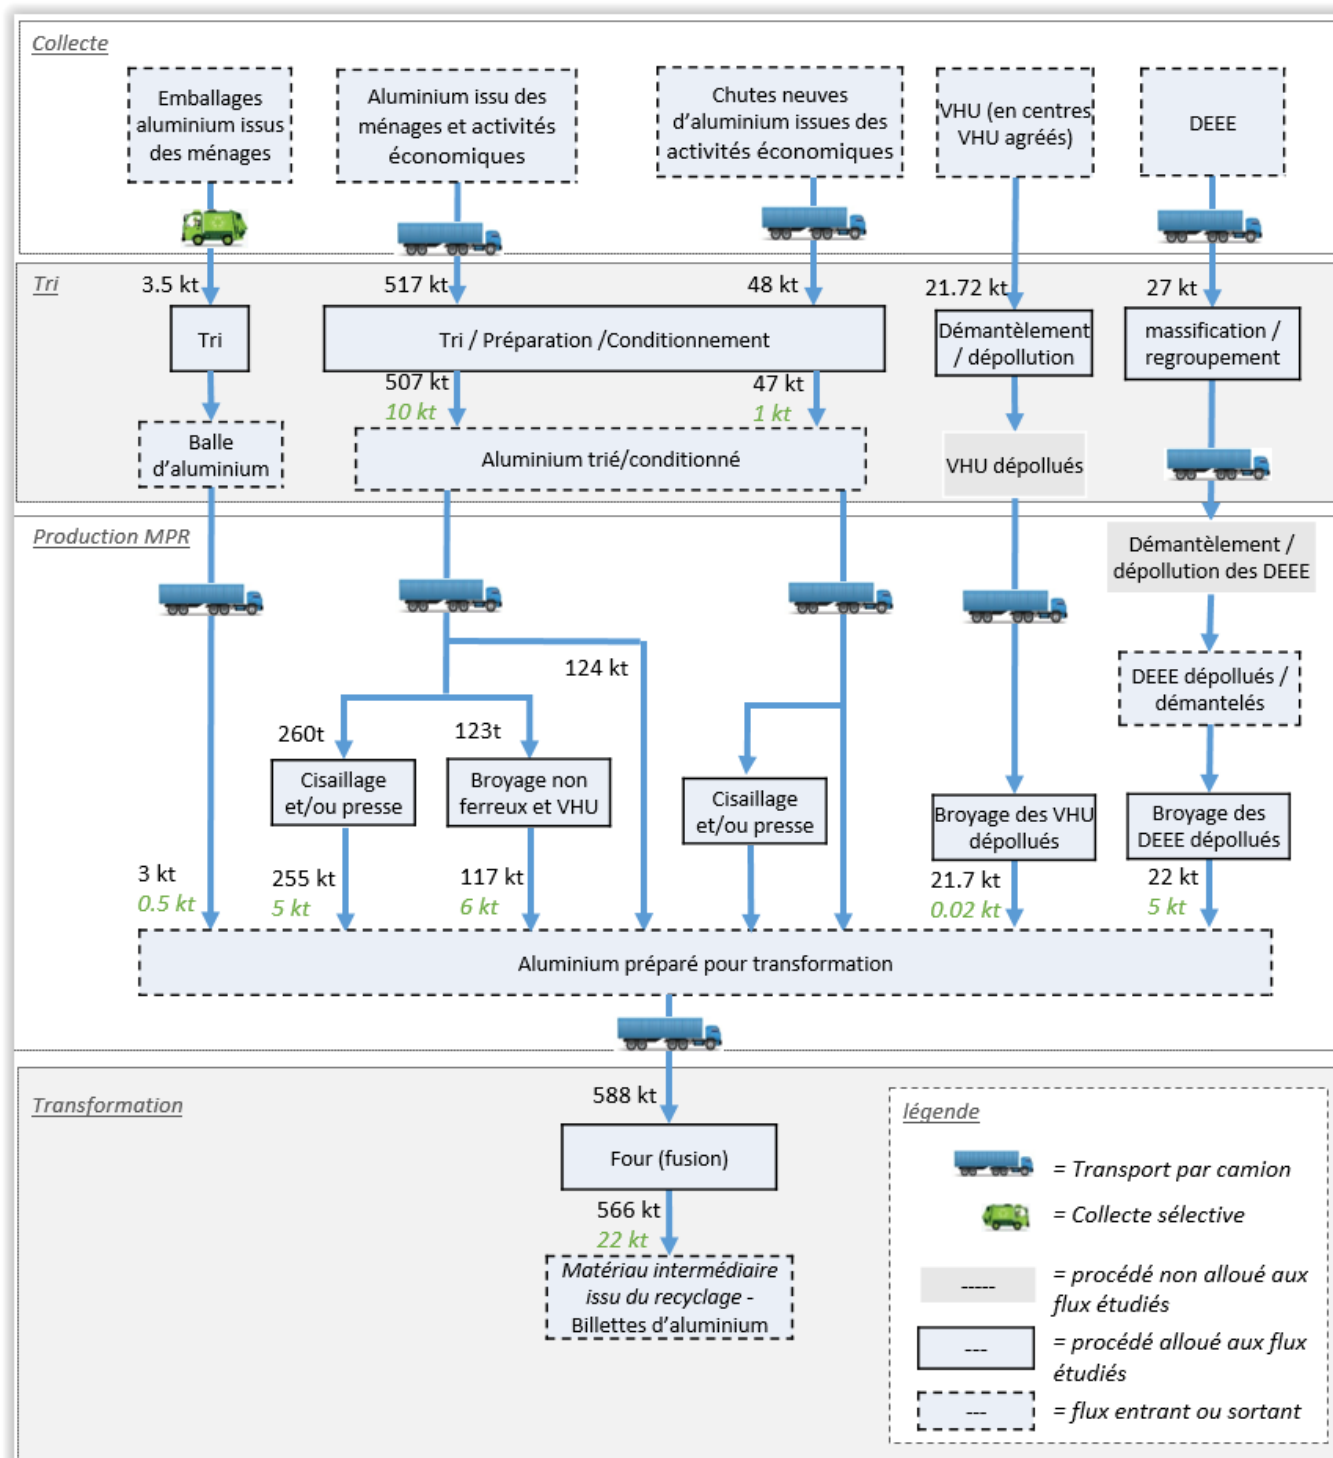 Collecte
Emballages
aluminium issus
des ménages
Aluminium issu des
ménages et activités
économiques
Chutes neuves
d'aluminium issues des
activités économiques
VHU (en centres
VHU agréés)
DEEE
Tri
3.5 kt
517 kt
48 kt
21.72 kt
27 kt
Tri
Tri / Préparation /Conditionnement
Démantèlement
/ dépollution
massification /
regroupement
507 kt
10 kt
47 kt
1 kt
Balle
d'aluminium
Aluminium trié/conditionné
VHU dépollués
Production MPR
Démantèlement /
dépollution des DEEE
124 kt
DEEE dépollués /
démantelés
260t
123t
Cisaillage
et/ou presse
Broyage non
ferreux et VHU
Cisaillage
et/ou presse
Broyage des VHU
dépollués
Broyage des
DEEE dépollués
3 kt
0.5 kt
255 kt
5 kt
117 kt
6 kt
21.7 kt
0.02 kt
22 kt
5 kt
Aluminium préparé pour transformation
Transformation
588 kt
Four (fusion)
566 kt
22 kt
Matériau intermédiaire
issu du recyclage -
Billettes d'aluminium
légende
= Transport par camion
= Collecte sélective
-----
= procédé non alloué aux
flux étudiés
---
= procédé alloué aux flux
étudiés
---
= flux entrant ou sortant